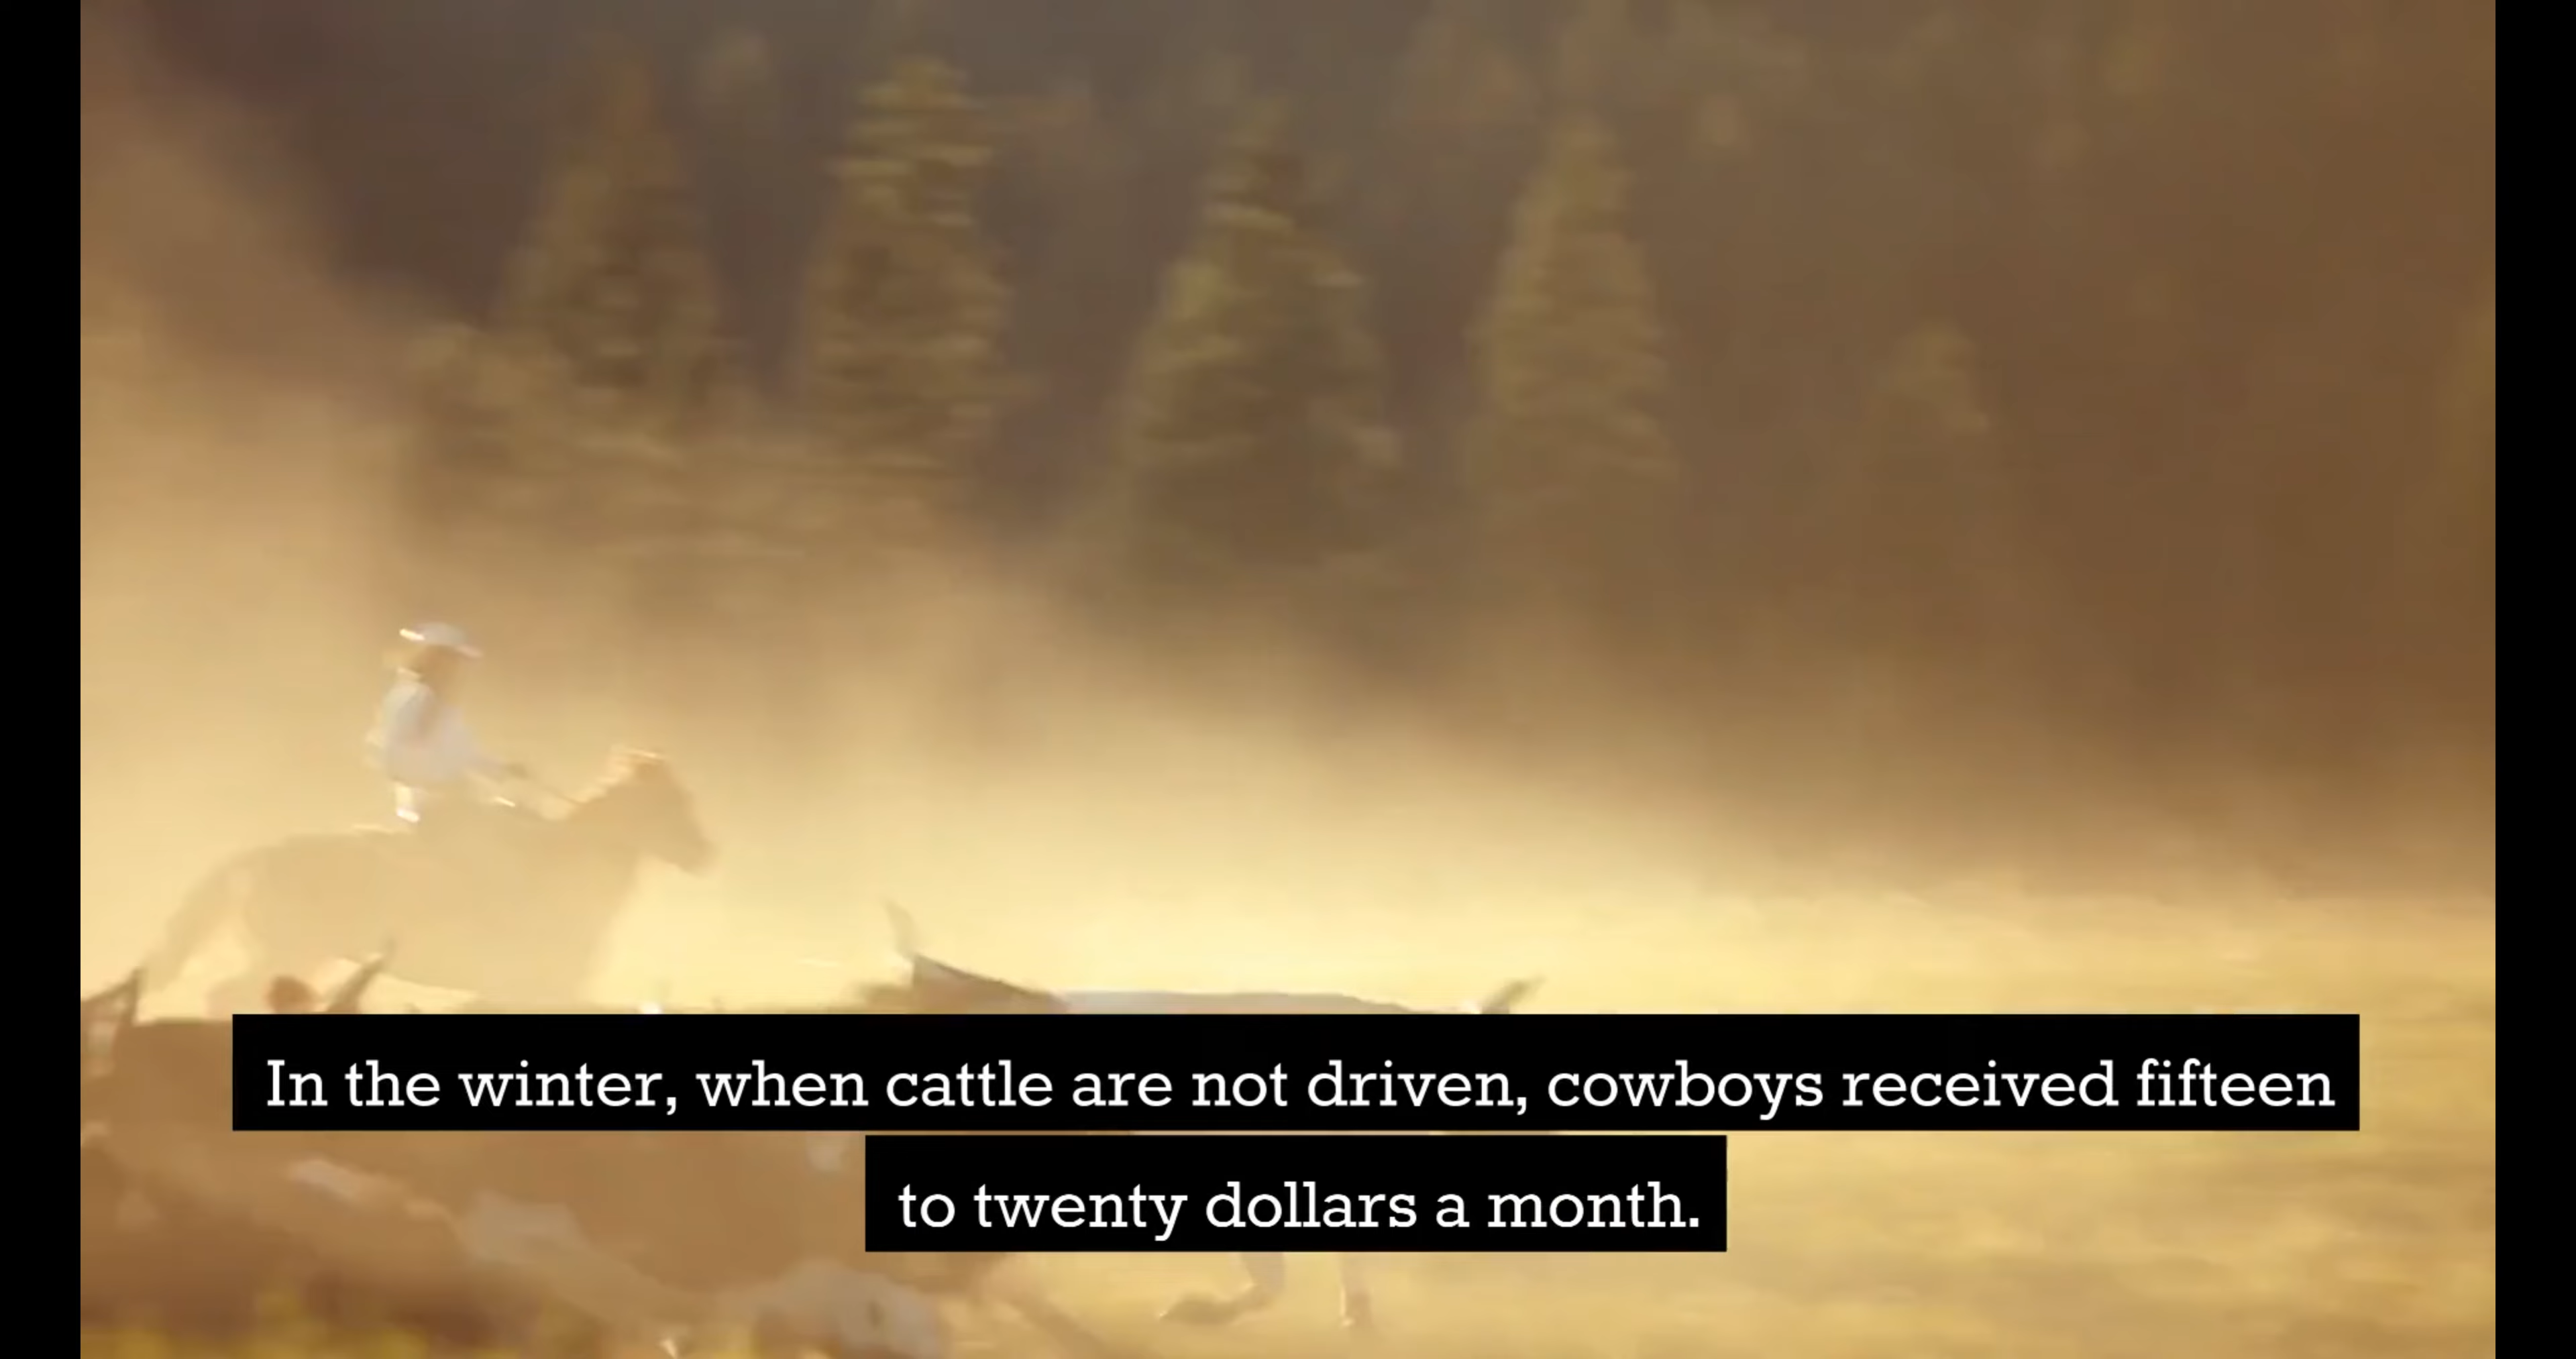 In the winter, when cattle are not driven, cowboys received fifteen
to twenty dollars a month.